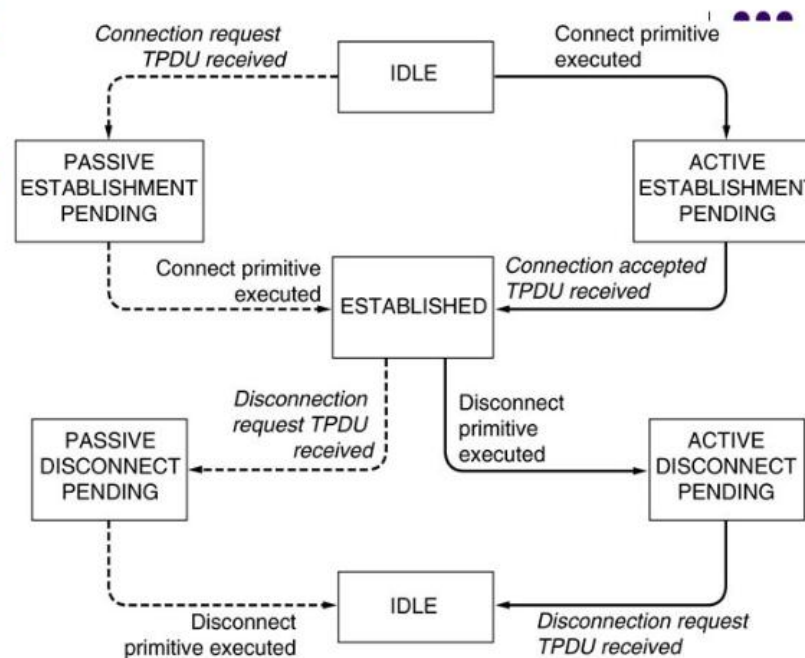 Connection request
TPDU received
IDLE
Connect primitive
executed
PASSIVE
ESTABLISHMENT
PENDING
ACTIVE
ESTABLISHMENT
PENDING
Connect primitive
executed
ESTABLISHED
Connection accepted
TPDU received
Disconnection
request TPDU
received
Disconnect
primitive
executed
PASSIVE
DISCONNECT
PENDING
ACTIVE
DISCONNECT
PENDING
IDLE
Disconnect
primitive executed
Disconnection request
TPDU received